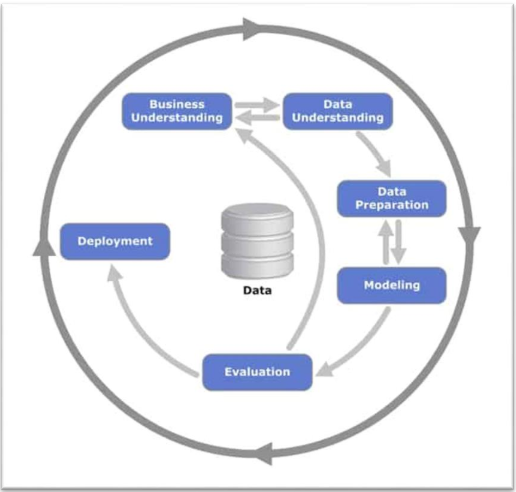 Business
Understanding
Data
Understanding
Data
Preparation
Deployment
Data
Modeling
Evaluation